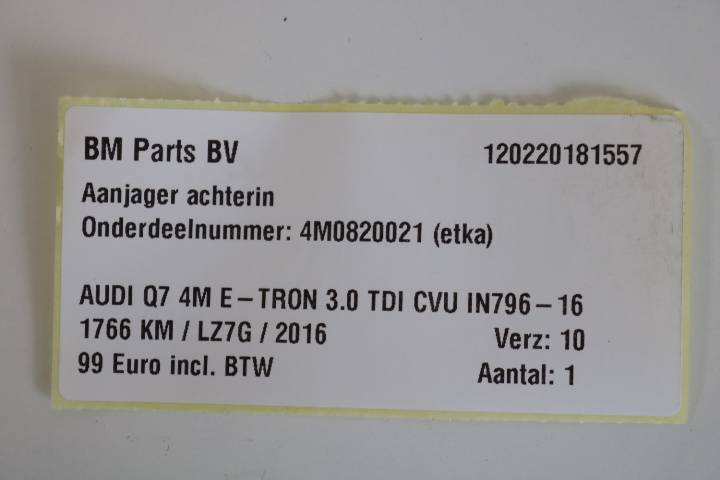 BM Parts BV 120220181557
Aanjager achterin
Onderdeelnummer: 4M0820021 (etka)
AUDI Q7 4M E-TRON 3.0 TDI CVU IN796-16
1766 KM / LZ7G / 2016 Verz: 10
99 Euro incl. BTW Aantal: 1